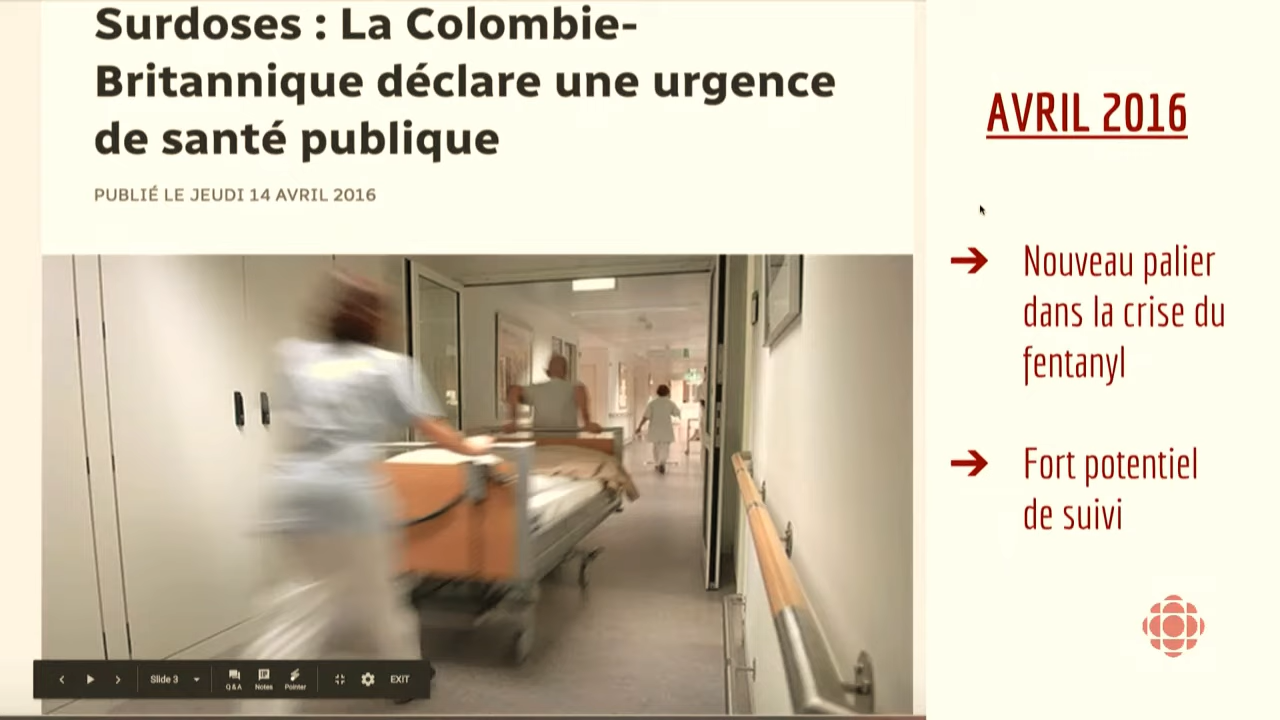 Surdoses : La Colombie-
Britannique déclare une urgence
de santé publique
PUBLIÉ LE JEUDI 14 AVRIL 2016
AVRIL 2016
Nouveau palier
dans la crise du
fentanyl
Fort potentiel
de suivi
Slide 3
Q&A
Notes
Pointer
EXIT